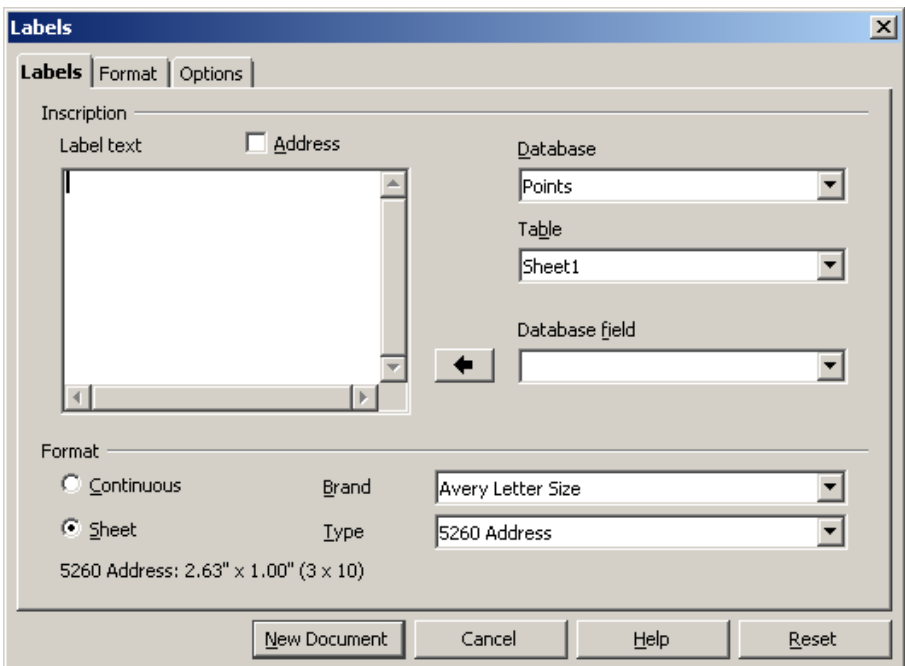 Labels
Labels Format Options
Inscription
Label text Address
Database
Points
Table
Sheet1
Database field
Format
Continuous Brand Avery Letter Size
Sheet Type 5260 Address
5260 Address: 2.63" x 1.00" (3 x 10)
New Document Cancel Help Reset